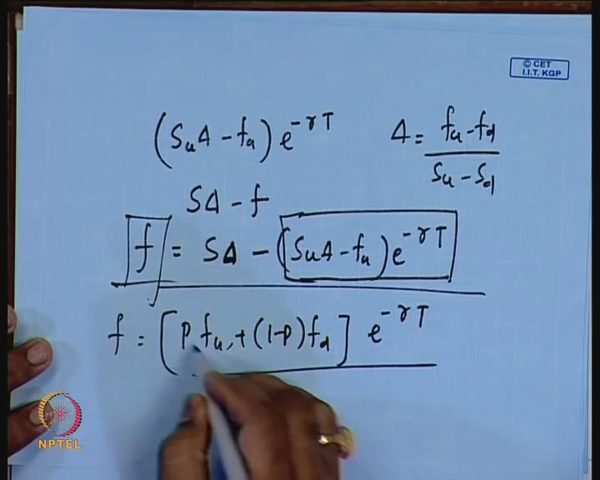 © CET
I.I.T. KGP
(SuΔ - fu) e^-rT
Δ = fu - fd / Su - Sd
SΔ - f
f = SΔ - (SuΔ - fu) e^-rT
f = [P fu + (1-P) fd] e^-rT
NPTEL